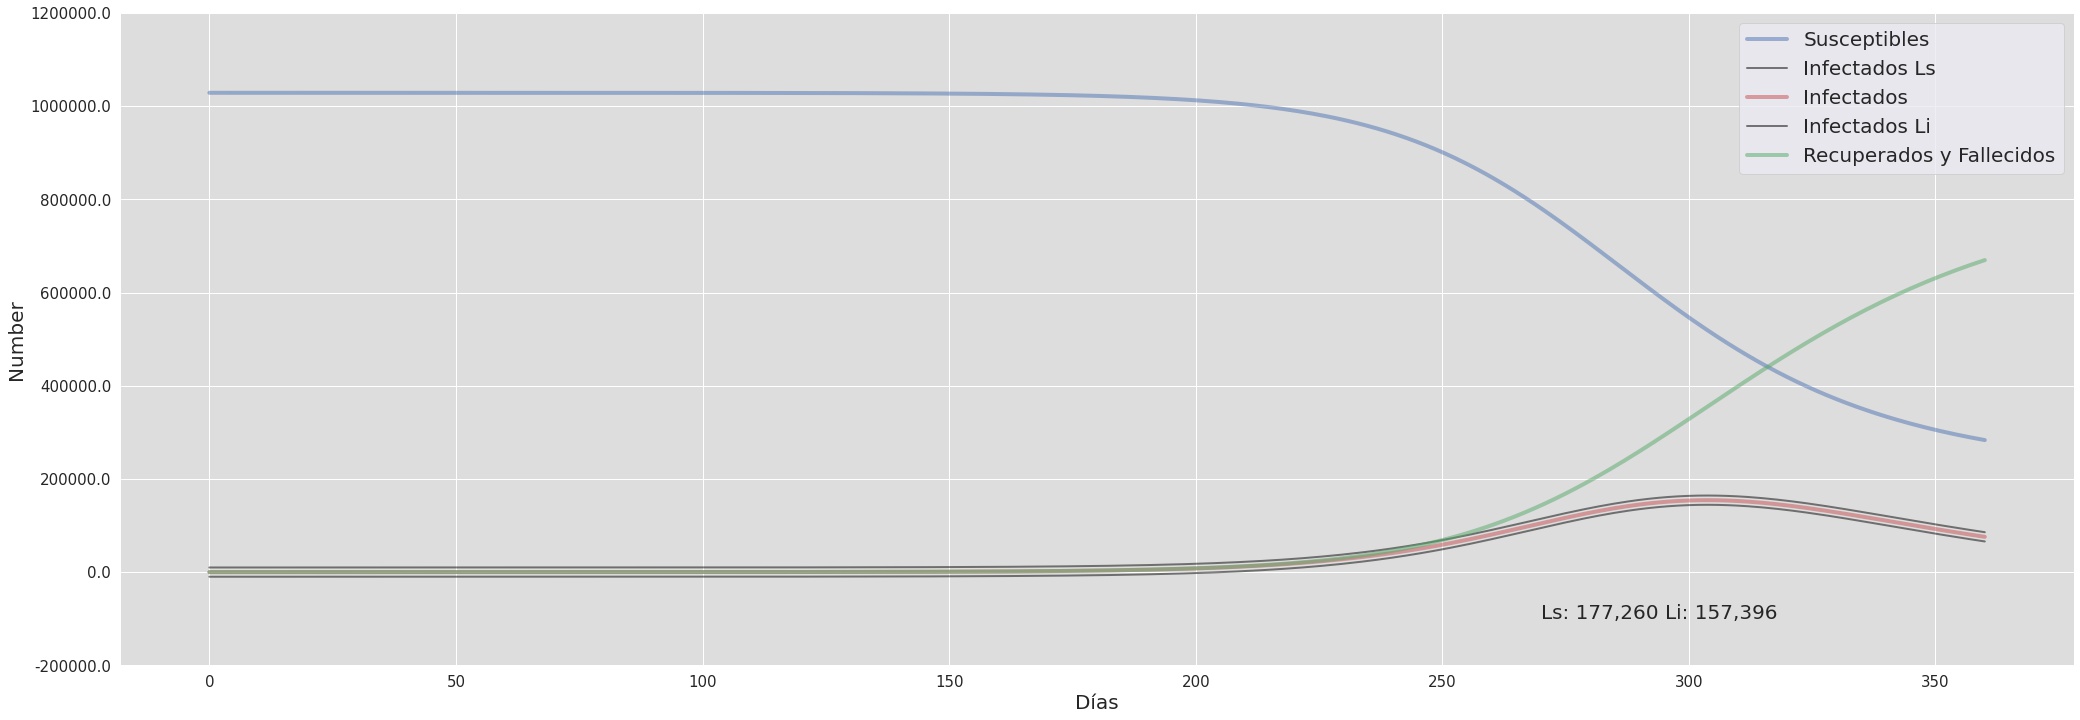 1200000.0
1000000.0
800000.0
600000.0
400000.0
200000.0
0.0
-200000.0
Number
Susceptibles
Infectados Ls
Infectados
Infectados Li
Recuperados y Fallecidos
Ls: 177,260 Li: 157,396
0 50 100 150 200 250 300 350
Días